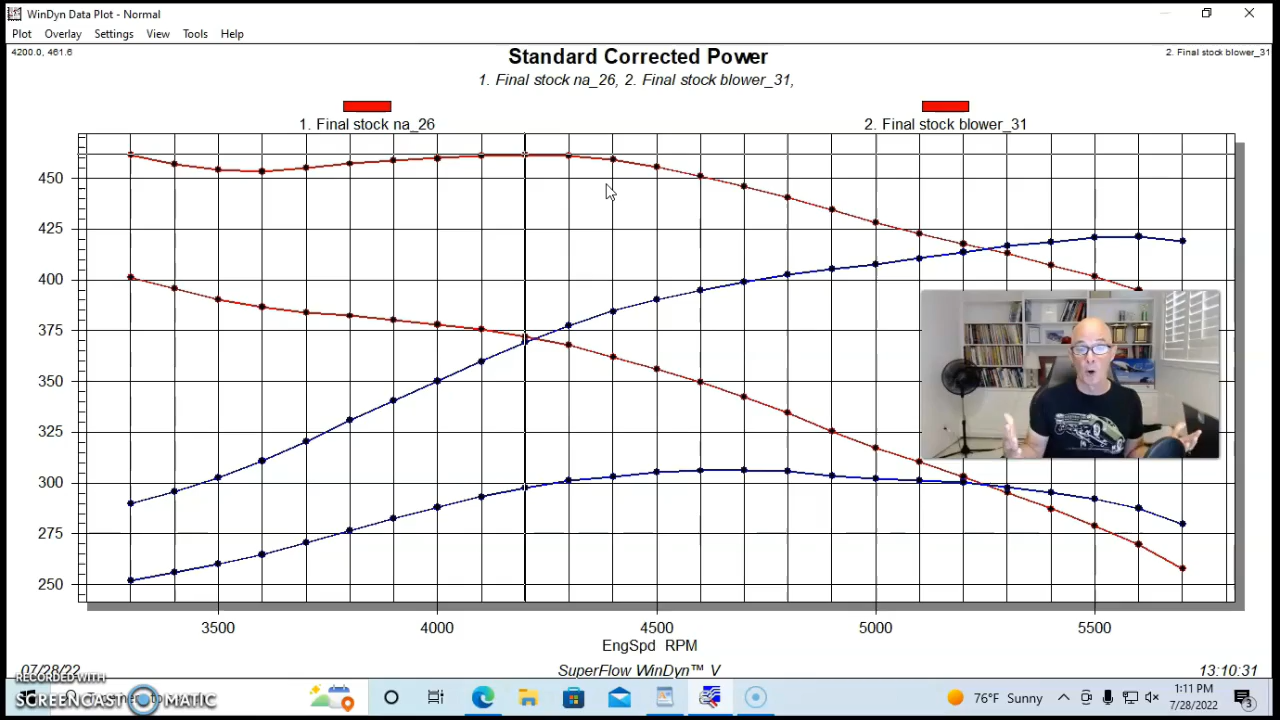 WinDyn Data Plot - Normal
Plot Overlay Settings View Tools Help
4200.0, 461.6
2. Final stock blower_31
Standard Corrected Power
1. Final stock na_26, 2. Final stock blower_31,
1. Final stock na_26
2. Final stock blower_31
450
425
400
375
350
325
300
275
250
3500 4000 4500 5000 5500
EngSpd RPM
07/28/22
SuperFlow WinDyn™ V
13:10:31
RECORDED WITH
SCREENCAST MATIC
76°F Sunny
1:11 PM
7/28/2022
3